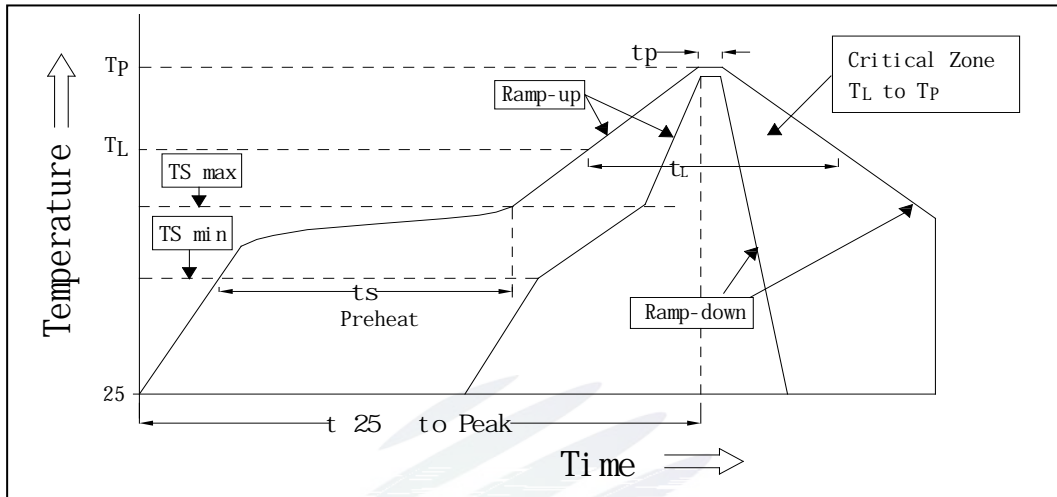 tp
TP
Critical Zone
TL to TP
Ramp-up
TL
TS max
tL
TS min
ts
Preheat
Ramp-down
25
t 25 to Peak
Time
Temperature